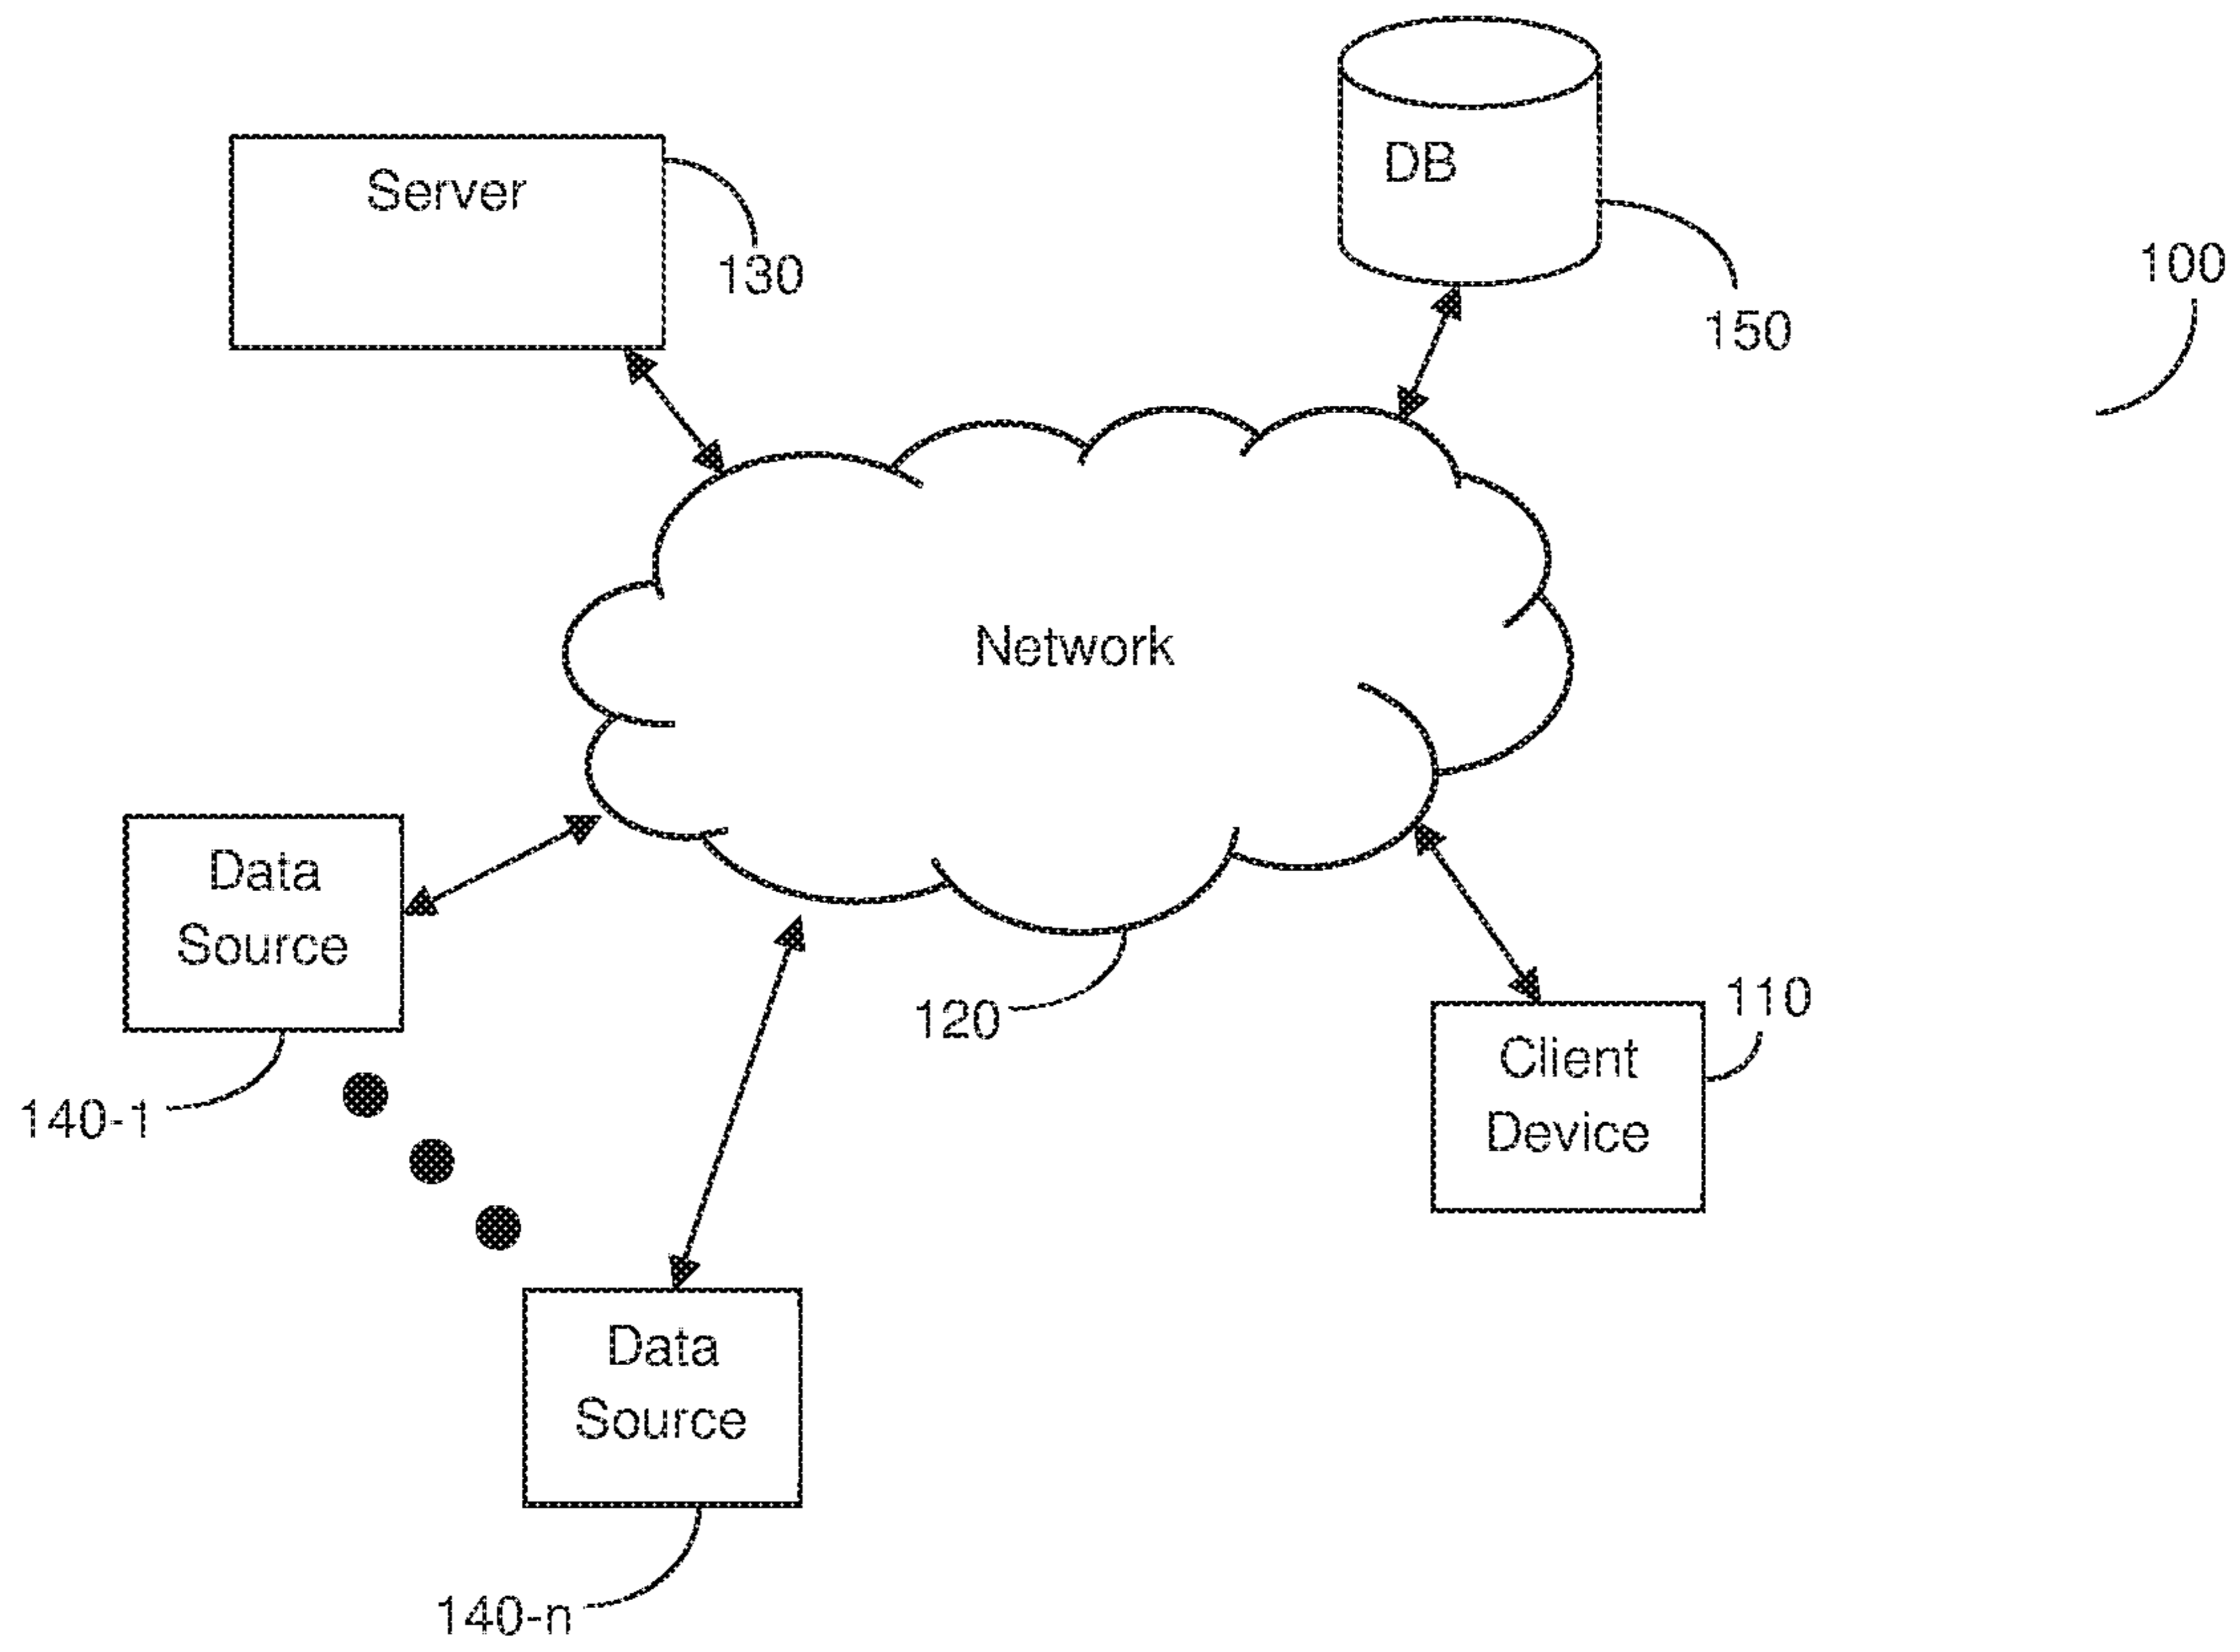 DB
Server
100
130
150
Network
Data
Source
110
120
Client
Device
140-1
Data
Source
140-n